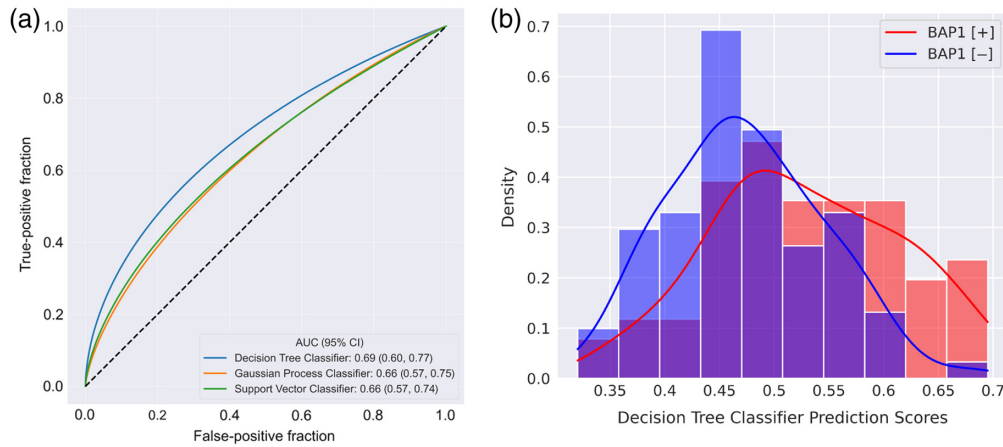 (a)
1.0
0.8
0.6
0.4
0.2
0.0
True-positive fraction
AUC (95% CI)
Decision Tree Classifier: 0.69 (0.60, 0.77)
Gaussian Process Classifier: 0.66 (0.57, 0.75)
Support Vector Classifier: 0.66 (0.57, 0.74)
0.0 0.2 0.4 0.6 0.8 1.0
False-positive fraction
(b)
0.7
0.6
0.5
0.4
0.3
0.2
0.1
0.0
Density
BAP1 [+]
BAP1 [−]
0.35 0.4 0.45 0.5 0.55 0.6 0.65 0.7
Decision Tree Classifier Prediction Scores